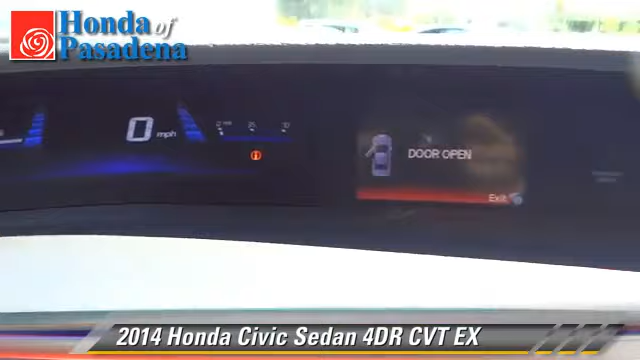 Honda of
Pasadena
0 mph
DOOR OPEN
Exit
2014 Honda Civic Sedan 4DR CVT EX